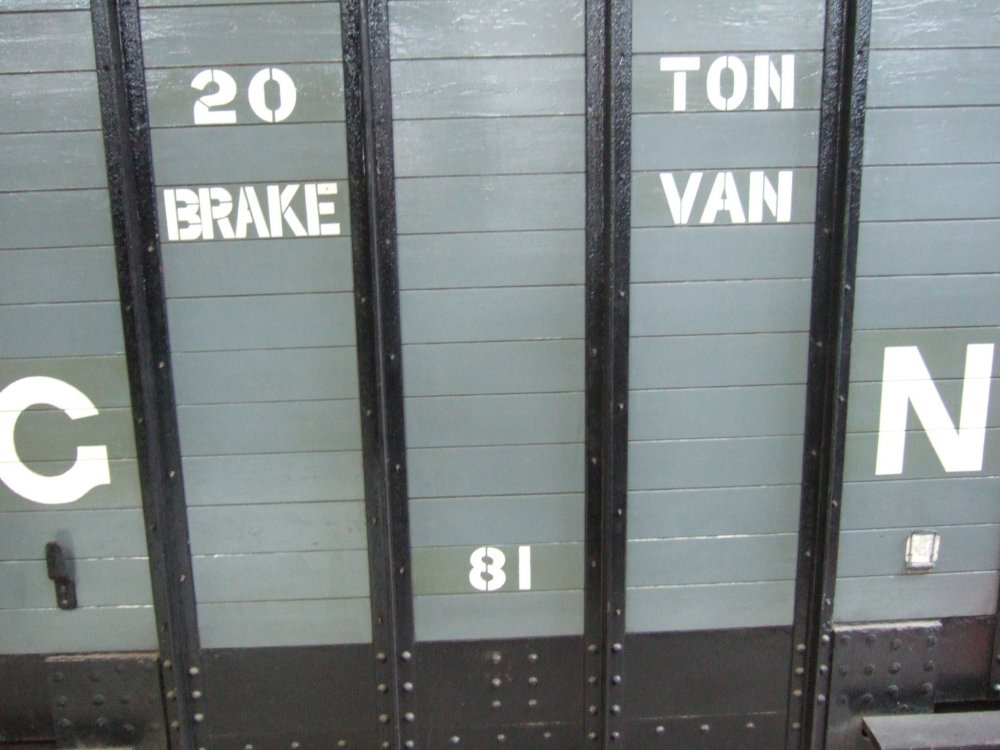 20 TON
BRAKE VAN
G N
81